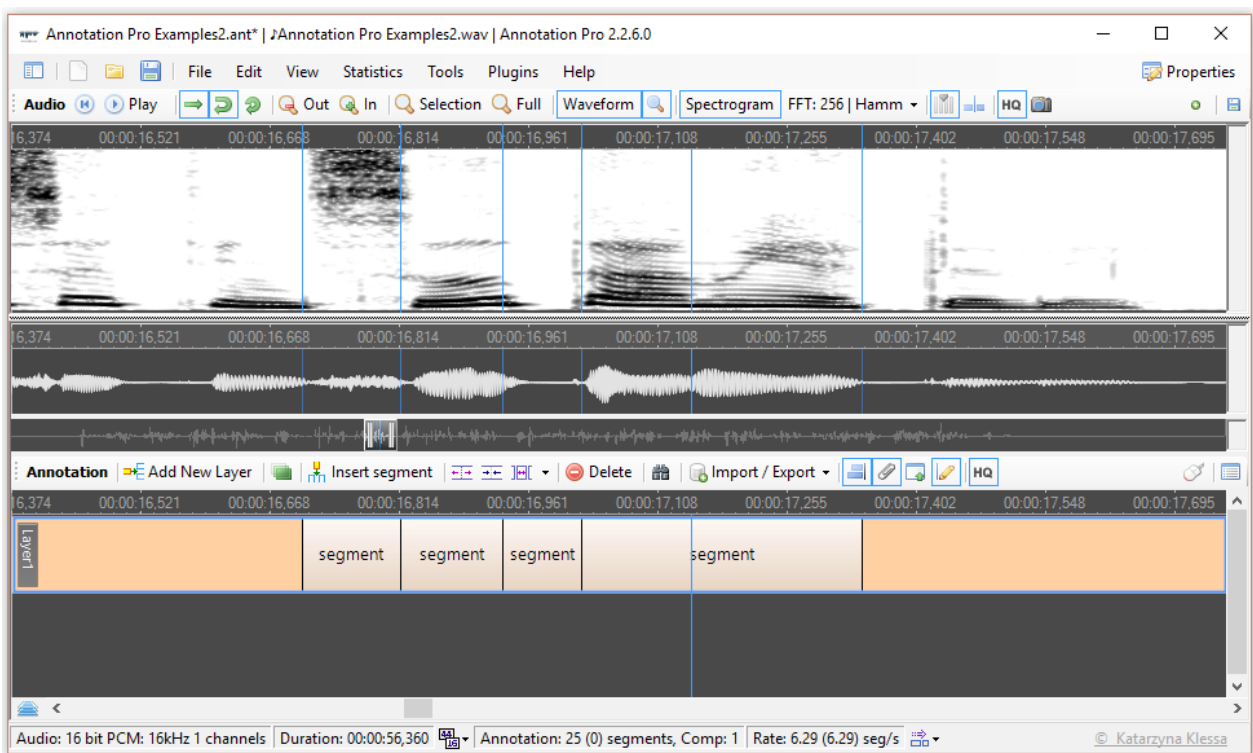 Annotation Pro Examples2.ant* | ♪Annotation Pro Examples2.wav | Annotation Pro 2.2.6.0
File Edit View Statistics Tools Plugins Help Properties
Audio Play Out In Selection Full Waveform Spectrogram FFT: 256 | Hamm HQ
16,374 00:00:16,521 00:00:16,668 00:00:16,814 00:00:16,961 00:00:17,108 00:00:17,255 00:00:17,402 00:00:17,548 00:00:17,695
16,374 00:00:16,521 00:00:16,668 00:00:16,814 00:00:16,961 00:00:17,108 00:00:17,255 00:00:17,402 00:00:17,548 00:00:17,695
Annotation Add New Layer Insert segment Delete Import / Export HQ
16,374 00:00:16,521 00:00:16,668 00:00:16,814 00:00:16,961 00:00:17,108 00:00:17,255 00:00:17,402 00:00:17,548 00:00:17,695
Layer1 segment segment segment segment
Audio: 16 bit PCM: 16kHz 1 channels Duration: 00:00:56,360 44 16 Annotation: 25 (0) segments, Comp: 1 Rate: 6.29 (6.29) seg/s © Katarzyna Klessa